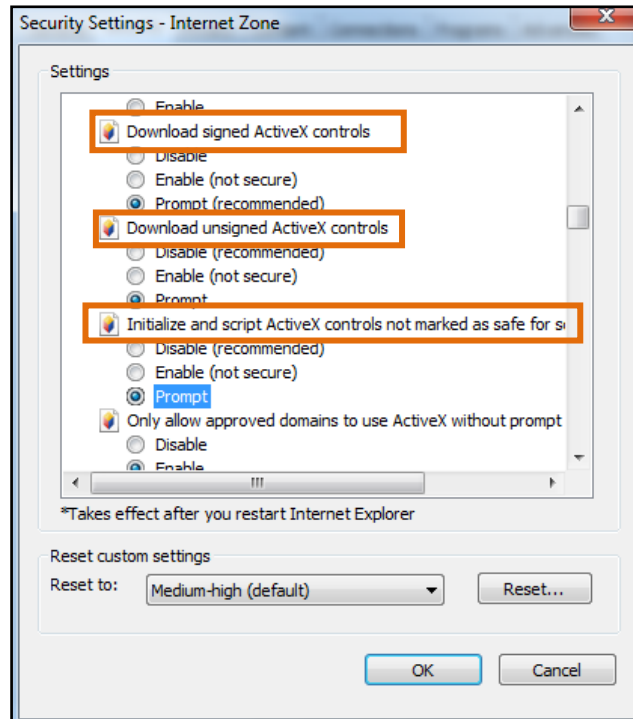 Security Settings - Internet Zone
Settings
Enable
Download signed ActiveX controls
Disable
Enable (not secure)
Prompt (recommended)
Download unsigned ActiveX controls
Disable (recommended)
Enable (not secure)
Prompt
Initialize and script ActiveX controls not marked as safe for s
Disable (recommended)
Enable (not secure)
Prompt
Only allow approved domains to use ActiveX without prompt
Disable
Enable
*Takes effect after you restart Internet Explorer
Reset custom settings
Reset to: Medium-high (default) Reset...
OK Cancel